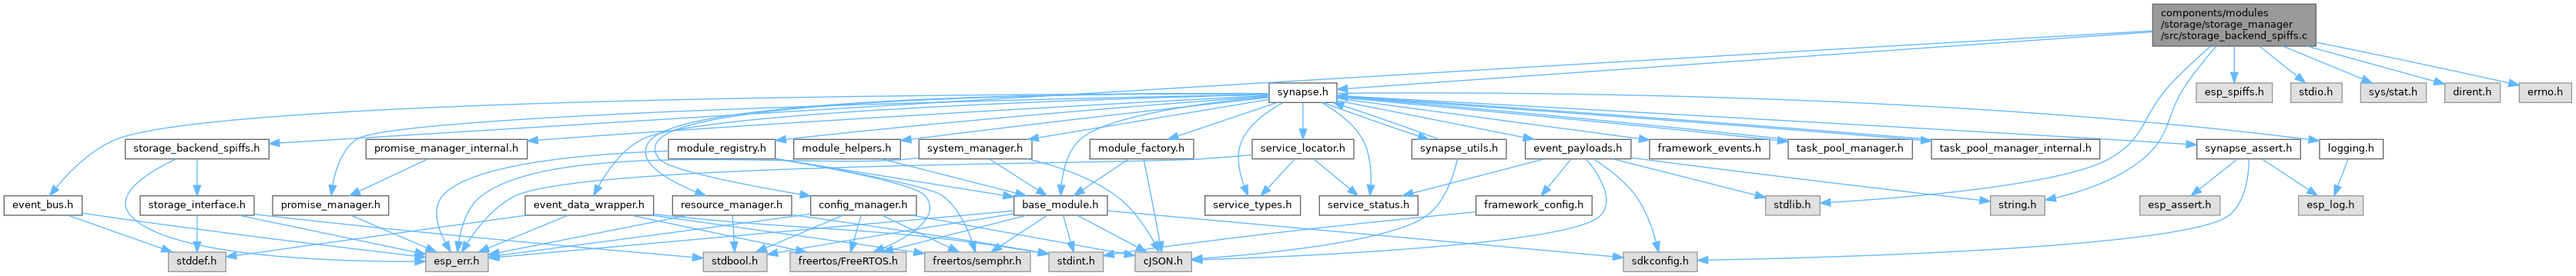 components/modules
/storage/storage_manager
/src/storage_backend_spiffs.c
synapse.h
esp_spiffs.h
stdio.h
sys/stat.h
dirent.h
errno.h
storage_backend_spiffs.h
promise_manager_internal.h
module_registry.h
module_helpers.h
system_manager.h
module_factory.h
service_locator.h
synapse_utils.h
event_payloads.h
framework_events.h
task_pool_manager.h
task_pool_manager_internal.h
synapse_assert.h
logging.h
event_bus.h
storage_interface.h
promise_manager.h
event_data_wrapper.h
resource_manager.h
config_manager.h
base_module.h
service_types.h
service_status.h
framework_config.h
stdlib.h
string.h
esp_assert.h
esp_log.h
stddef.h
esp_err.h
stdbool.h
freertos/FreeRTOS.h
freertos/semphr.h
stdint.h
cJSON.h
sdkconfig.h